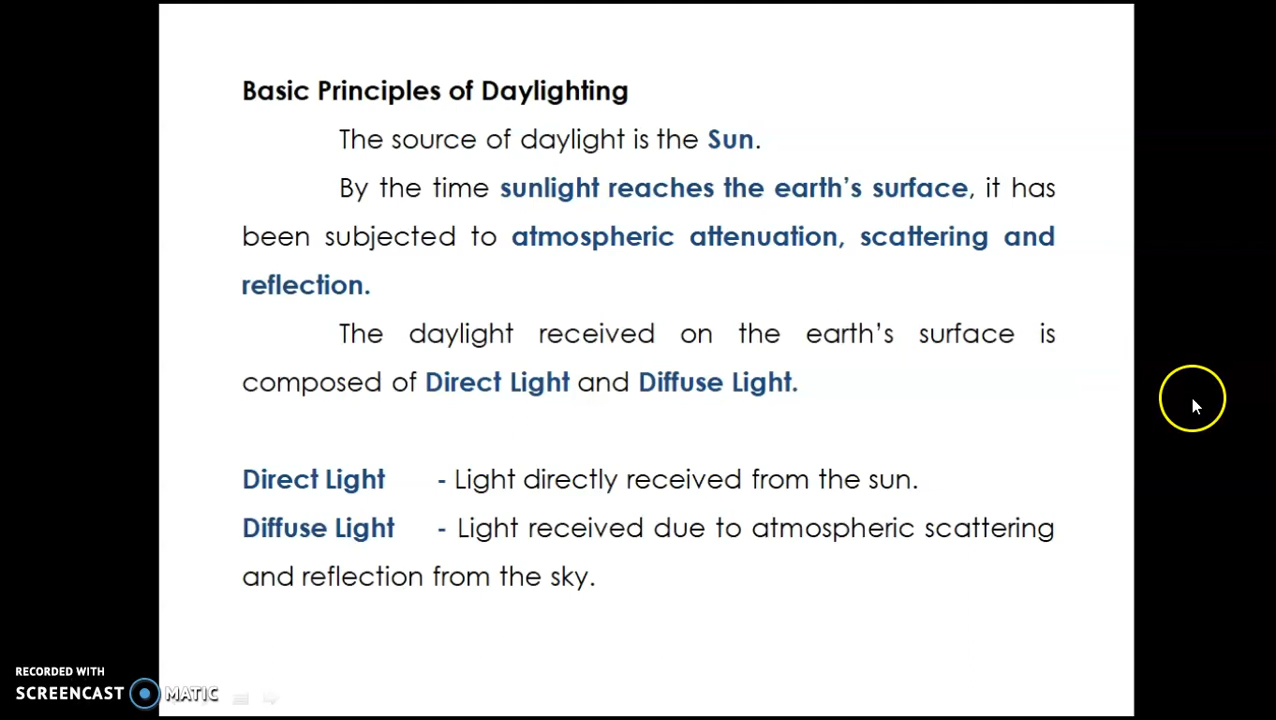 Basic Principles of Daylighting
The source of daylight is the Sun.
By the time sunlight reaches the earth's surface, it has
been subjected to atmospheric attenuation, scattering and
reflection.
The daylight received on the earth's surface is
composed of Direct Light and Diffuse Light.
Direct Light - Light directly received from the sun.
Diffuse Light - Light received due to atmospheric scattering
and reflection from the sky.
RECORDED WITH
SCREENCAST MATIC